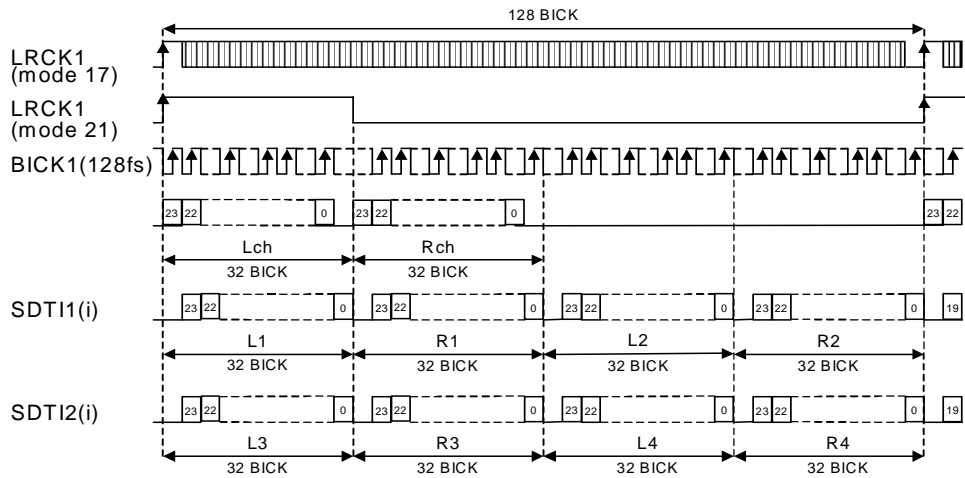 128 BICK
LRCK1
(mode 17)
LRCK1
(mode 21)
BICK1(128fs)
23 22 0 23 22 0 23 22
Lch Rch
32 BICK 32 BICK
SDTI1(i)
23 22 0 23 22 0 23 22 0 23 22 0 19
L1 R1 L2 R2
32 BICK 32 BICK 32 BICK 32 BICK
SDTI2(i)
23 22 0 23 22 0 23 22 0 23 22 0 19
L3 R3 L4 R4
32 BICK 32 BICK 32 BICK 32 BICK